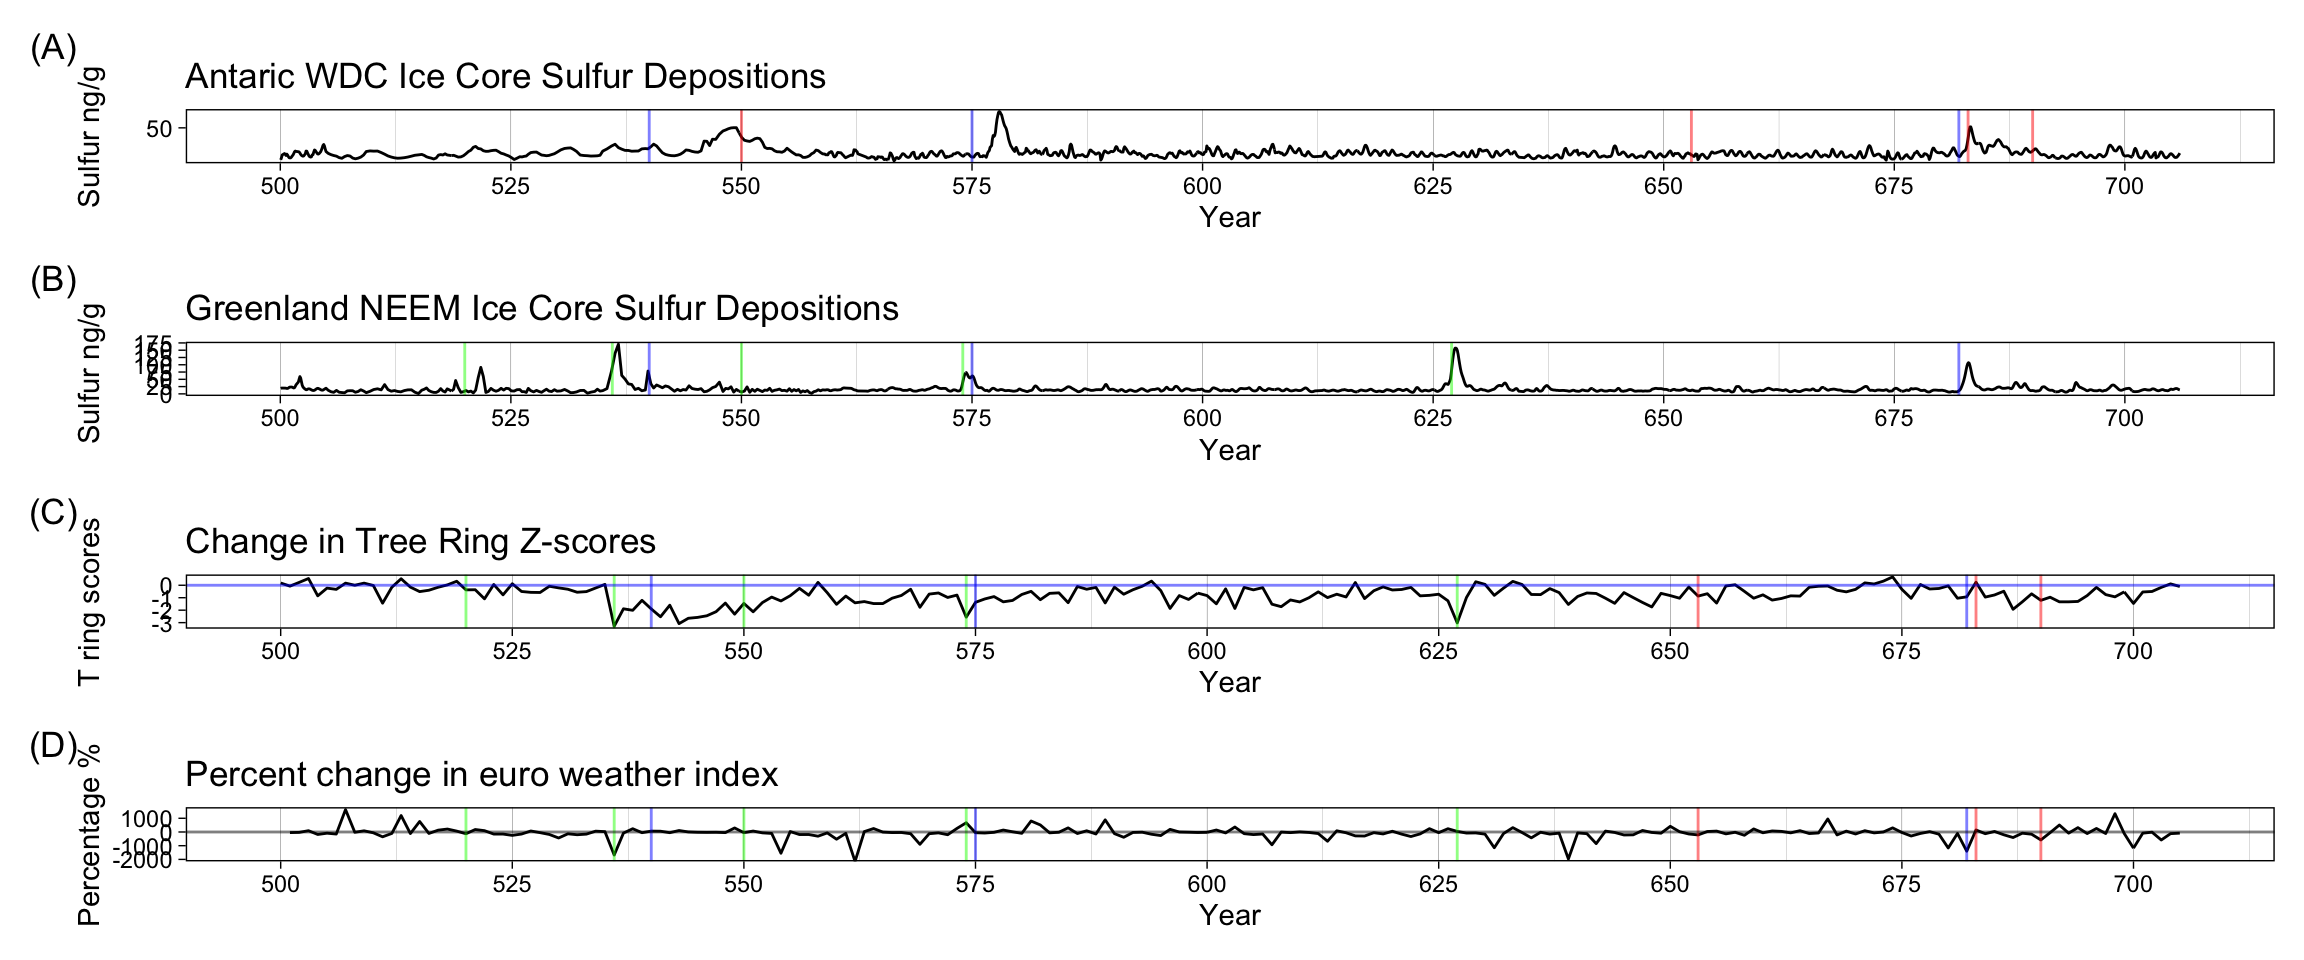 (A)
Antaric WDC Ice Core Sulfur Depositions
Sulfur ng/g
50
500 525 550 575 600 625 650 675 700
Year
(B)
Greenland NEEM Ice Core Sulfur Depositions
Sulfur ng/g
175
0
500 525 550 575 600 625 650 675 700
Year
(C)
Change in Tree Ring Z-scores
T ring scores
0
-1
-2
-3
500 525 550 575 600 625 650 675 700
Year
(D)
Percent change in euro weather index
Percentage %
1000
0
-1000
-2000
500 525 550 575 600 625 650 675 700
Year